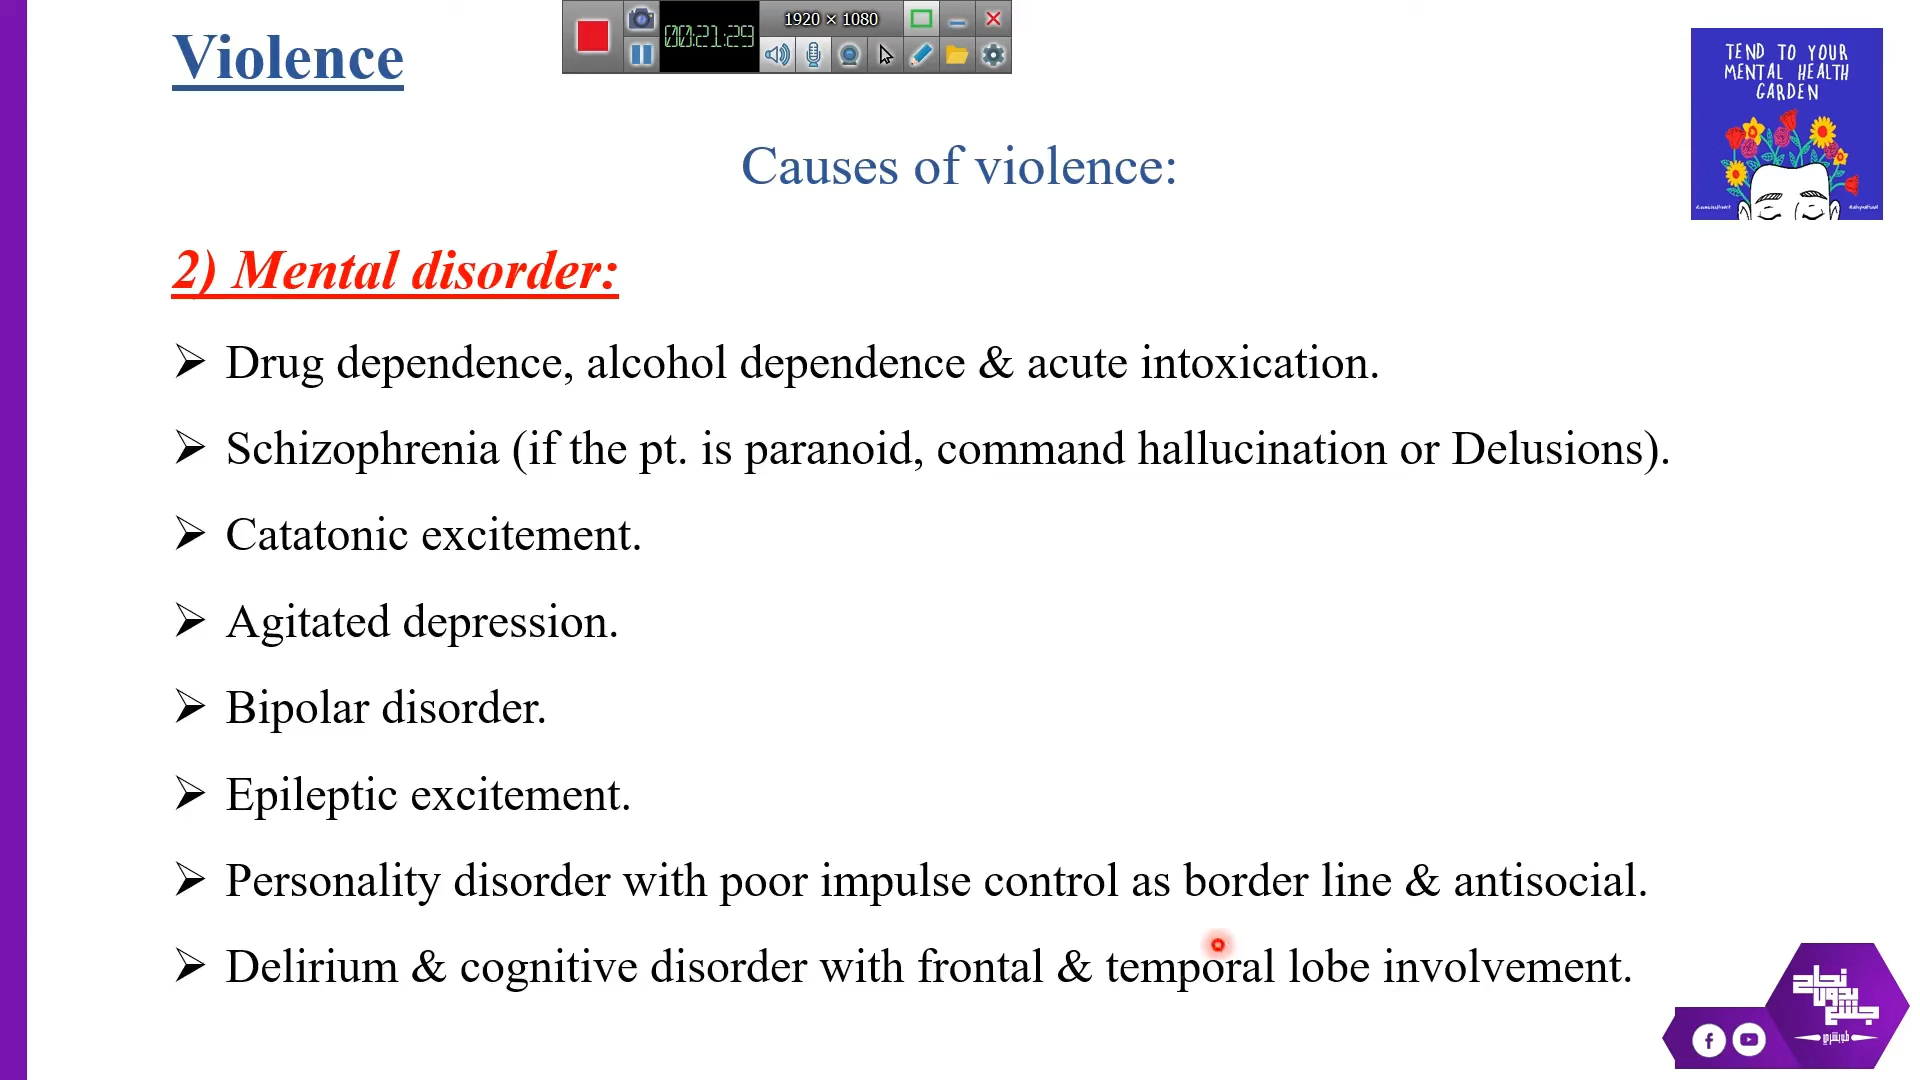 Violence
00:21:29
1920 × 1080
TEND TO YOUR
MENTAL HEALTH
GARDEN
Causes of violence:
2) Mental disorder:
➢ Drug dependence, alcohol dependence & acute intoxication.
➢ Schizophrenia (if the pt. is paranoid, command hallucination or Delusions).
➢ Catatonic excitement.
➢ Agitated depression.
➢ Bipolar disorder.
➢ Epileptic excitement.
➢ Personality disorder with poor impulse control as border line & antisocial.
➢ Delirium & cognitive disorder with frontal & temporal lobe involvement.
نجاح
بدون